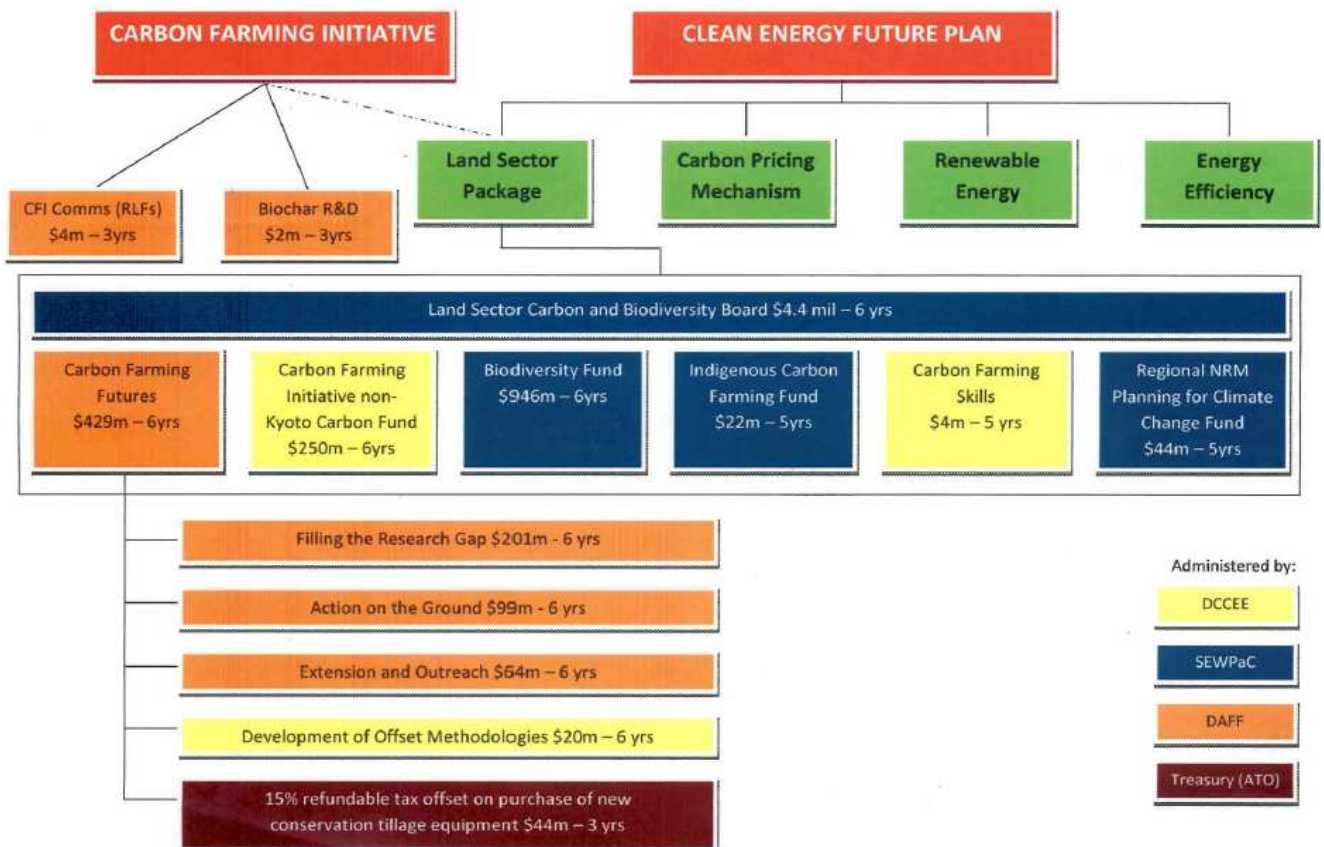 CARBON FARMING INITIATIVE
CLEAN ENERGY FUTURE PLAN
Land Sector
Package
Carbon Pricing
Mechanism
Renewable
Energy
Energy
Efficiency
CFI Comms (RLFs)
$4m – 3yrs
Biochar R&D
$2m – 3yrs
Land Sector Carbon and Biodiversity Board $4.4 mil – 6 yrs
Carbon Farming
Futures
$429m – 6yrs
Carbon Farming
Initiative non-
Kyoto Carbon Fund
$250m – 6yrs
Biodiversity Fund
$946m – 6yrs
Indigenous Carbon
Farming Fund
$22m – 5yrs
Carbon Farming
Skills
$4m – 5 yrs
Regional NRM
Planning for Climate
Change Fund
$44m – 5yrs
Filling the Research Gap $201m - 6 yrs
Action on the Ground $99m - 6 yrs
Extension and Outreach $64m – 6 yrs
Development of Offset Methodologies $20m – 6 yrs
15% refundable tax offset on purchase of new
conservation tillage equipment $44m – 3 yrs
Administered by:
DCCEE
SEWPaC
DAFF
Treasury (ATO)